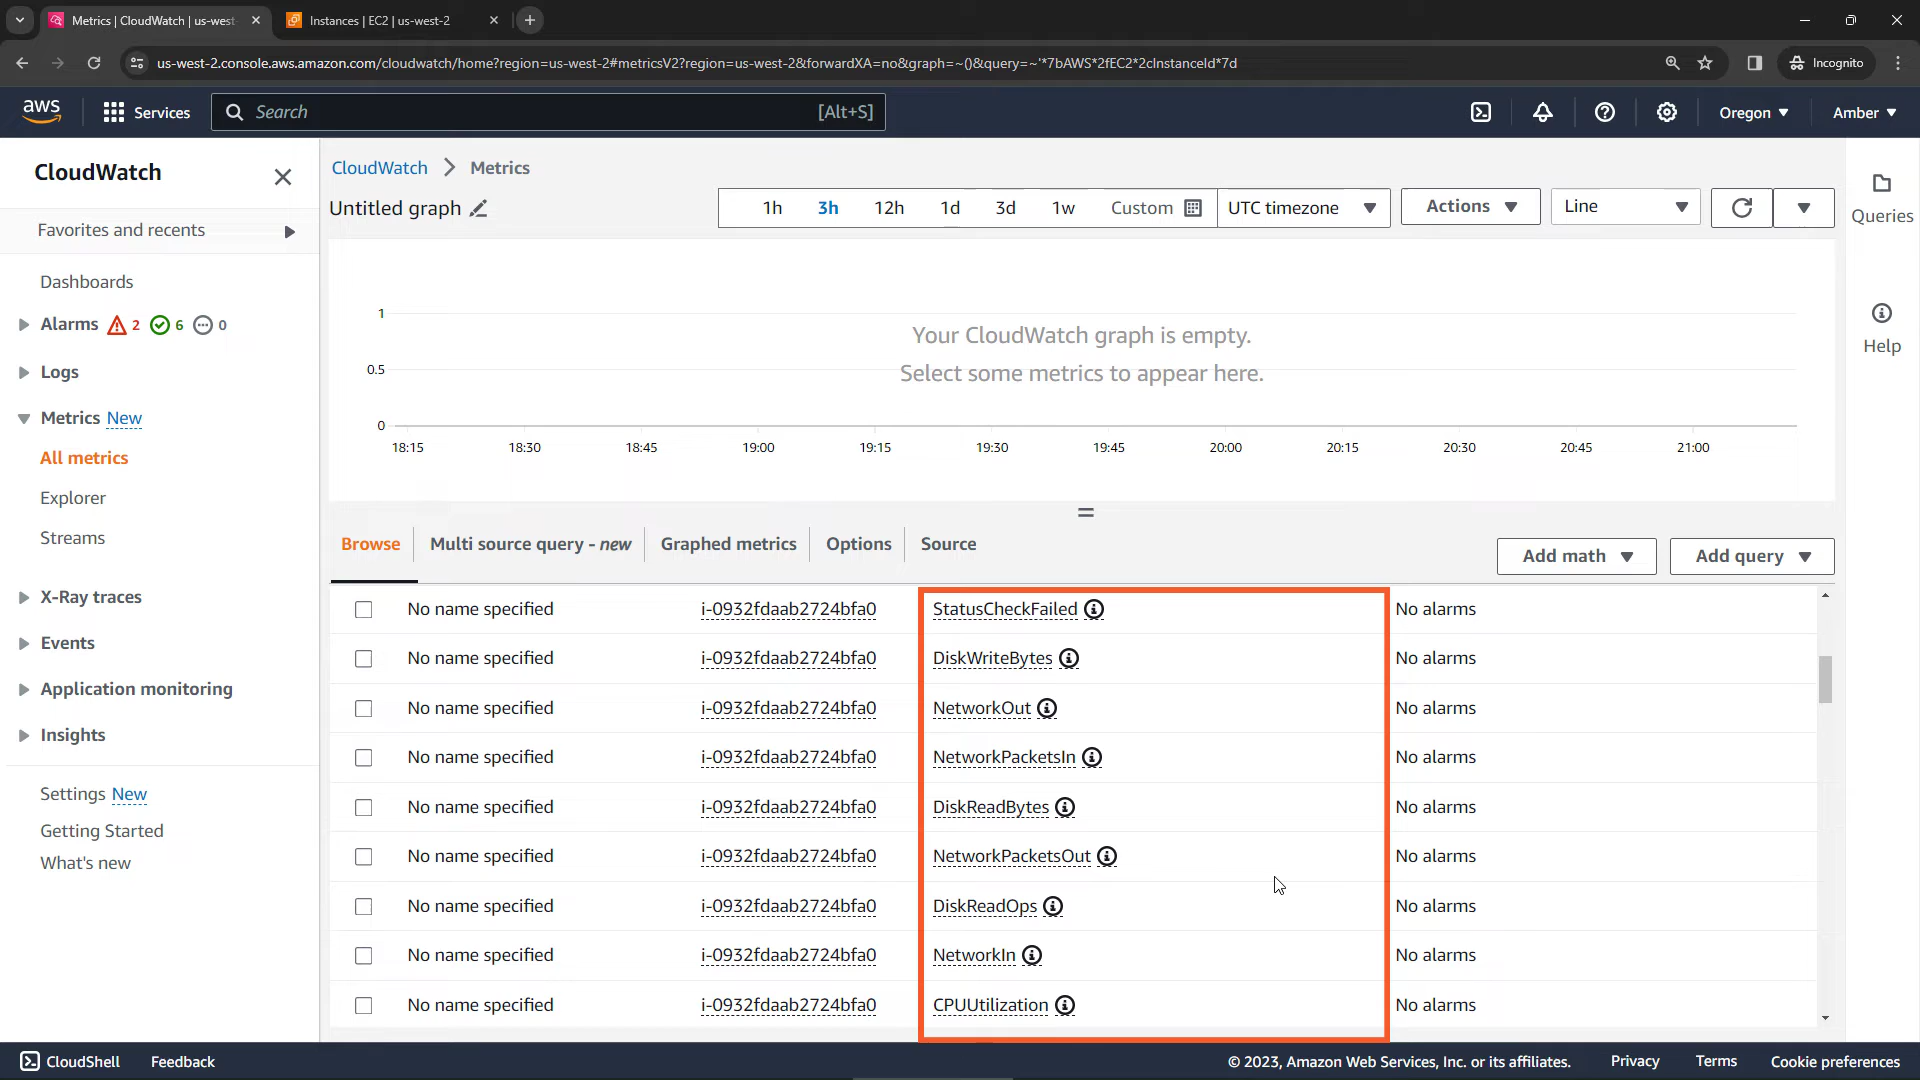 Metrics | CloudWatch | us-west-
Instances | EC2 | us-west-2
us-west-2.console.aws.amazon.com/cloudwatch/home?region=us-west-2#metricsV2?region=us-west-2&forwardXA=no&graph=~()&query=~'*7bAWS*2fEC2*2cInstanceId*7d
Incognito
aws
Services
Search
[Alt+S]
Oregon
Amber
CloudWatch
Favorites and recents
Dashboards
Alarms 2 6 0
Logs
Metrics New
All metrics
Explorer
Streams
X-Ray traces
Events
Application monitoring
Insights
Settings New
Getting Started
What's new
CloudWatch > Metrics
Untitled graph
1h 3h 12h 1d 3d 1w Custom UTC timezone
Actions
Line
Queries
Help
Your CloudWatch graph is empty.
Select some metrics to appear here.
1
0.5
0
18:15 18:30 18:45 19:00 19:15 19:30 19:45 20:00 20:15 20:30 20:45 21:00
Browse Multi source query - new Graphed metrics Options Source
Add math
Add query
No name specified i-0932fdaab2724bfa0 StatusCheckFailed No alarms
No name specified i-0932fdaab2724bfa0 DiskWriteBytes No alarms
No name specified i-0932fdaab2724bfa0 NetworkOut No alarms
No name specified i-0932fdaab2724bfa0 NetworkPacketsIn No alarms
No name specified i-0932fdaab2724bfa0 DiskReadBytes No alarms
No name specified i-0932fdaab2724bfa0 NetworkPacketsOut No alarms
No name specified i-0932fdaab2724bfa0 DiskReadOps No alarms
No name specified i-0932fdaab2724bfa0 NetworkIn No alarms
No name specified i-0932fdaab2724bfa0 CPUUtilization No alarms
CloudShell Feedback
© 2023, Amazon Web Services, Inc. or its affiliates. Privacy Terms Cookie preferences